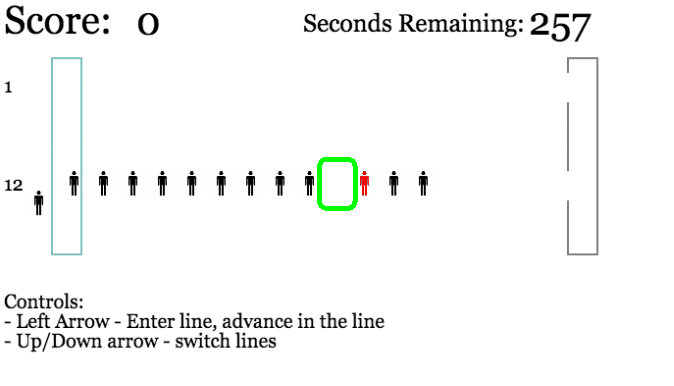 Score: 0
Seconds Remaining: 257
1
12
Controls:
- Left Arrow - Enter line, advance in the line
- Up/Down arrow - switch lines